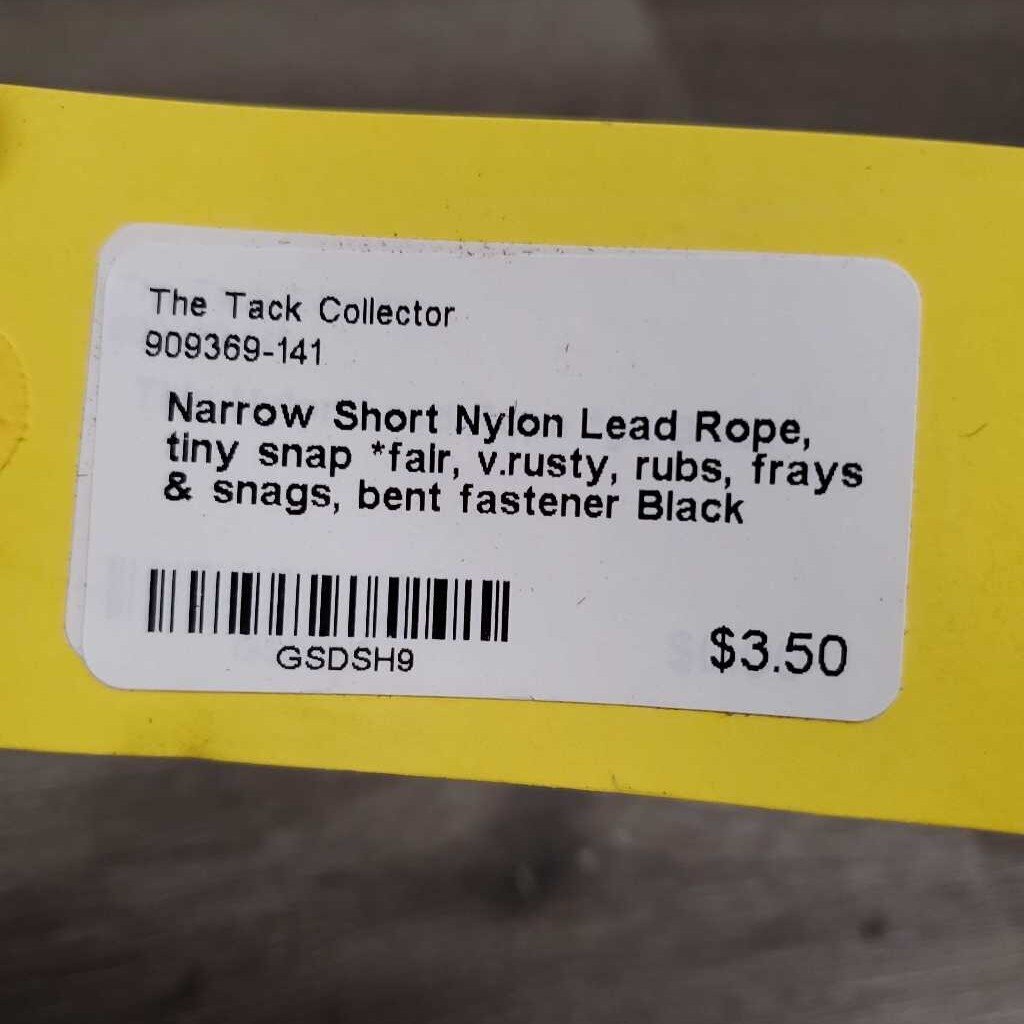 The Tack Collector
909369-141
Narrow Short Nylon Lead Rope,
tiny snap *fair, v.rusty, rubs, frays
& snags, bent fastener Black
GSDSH9
$3.50